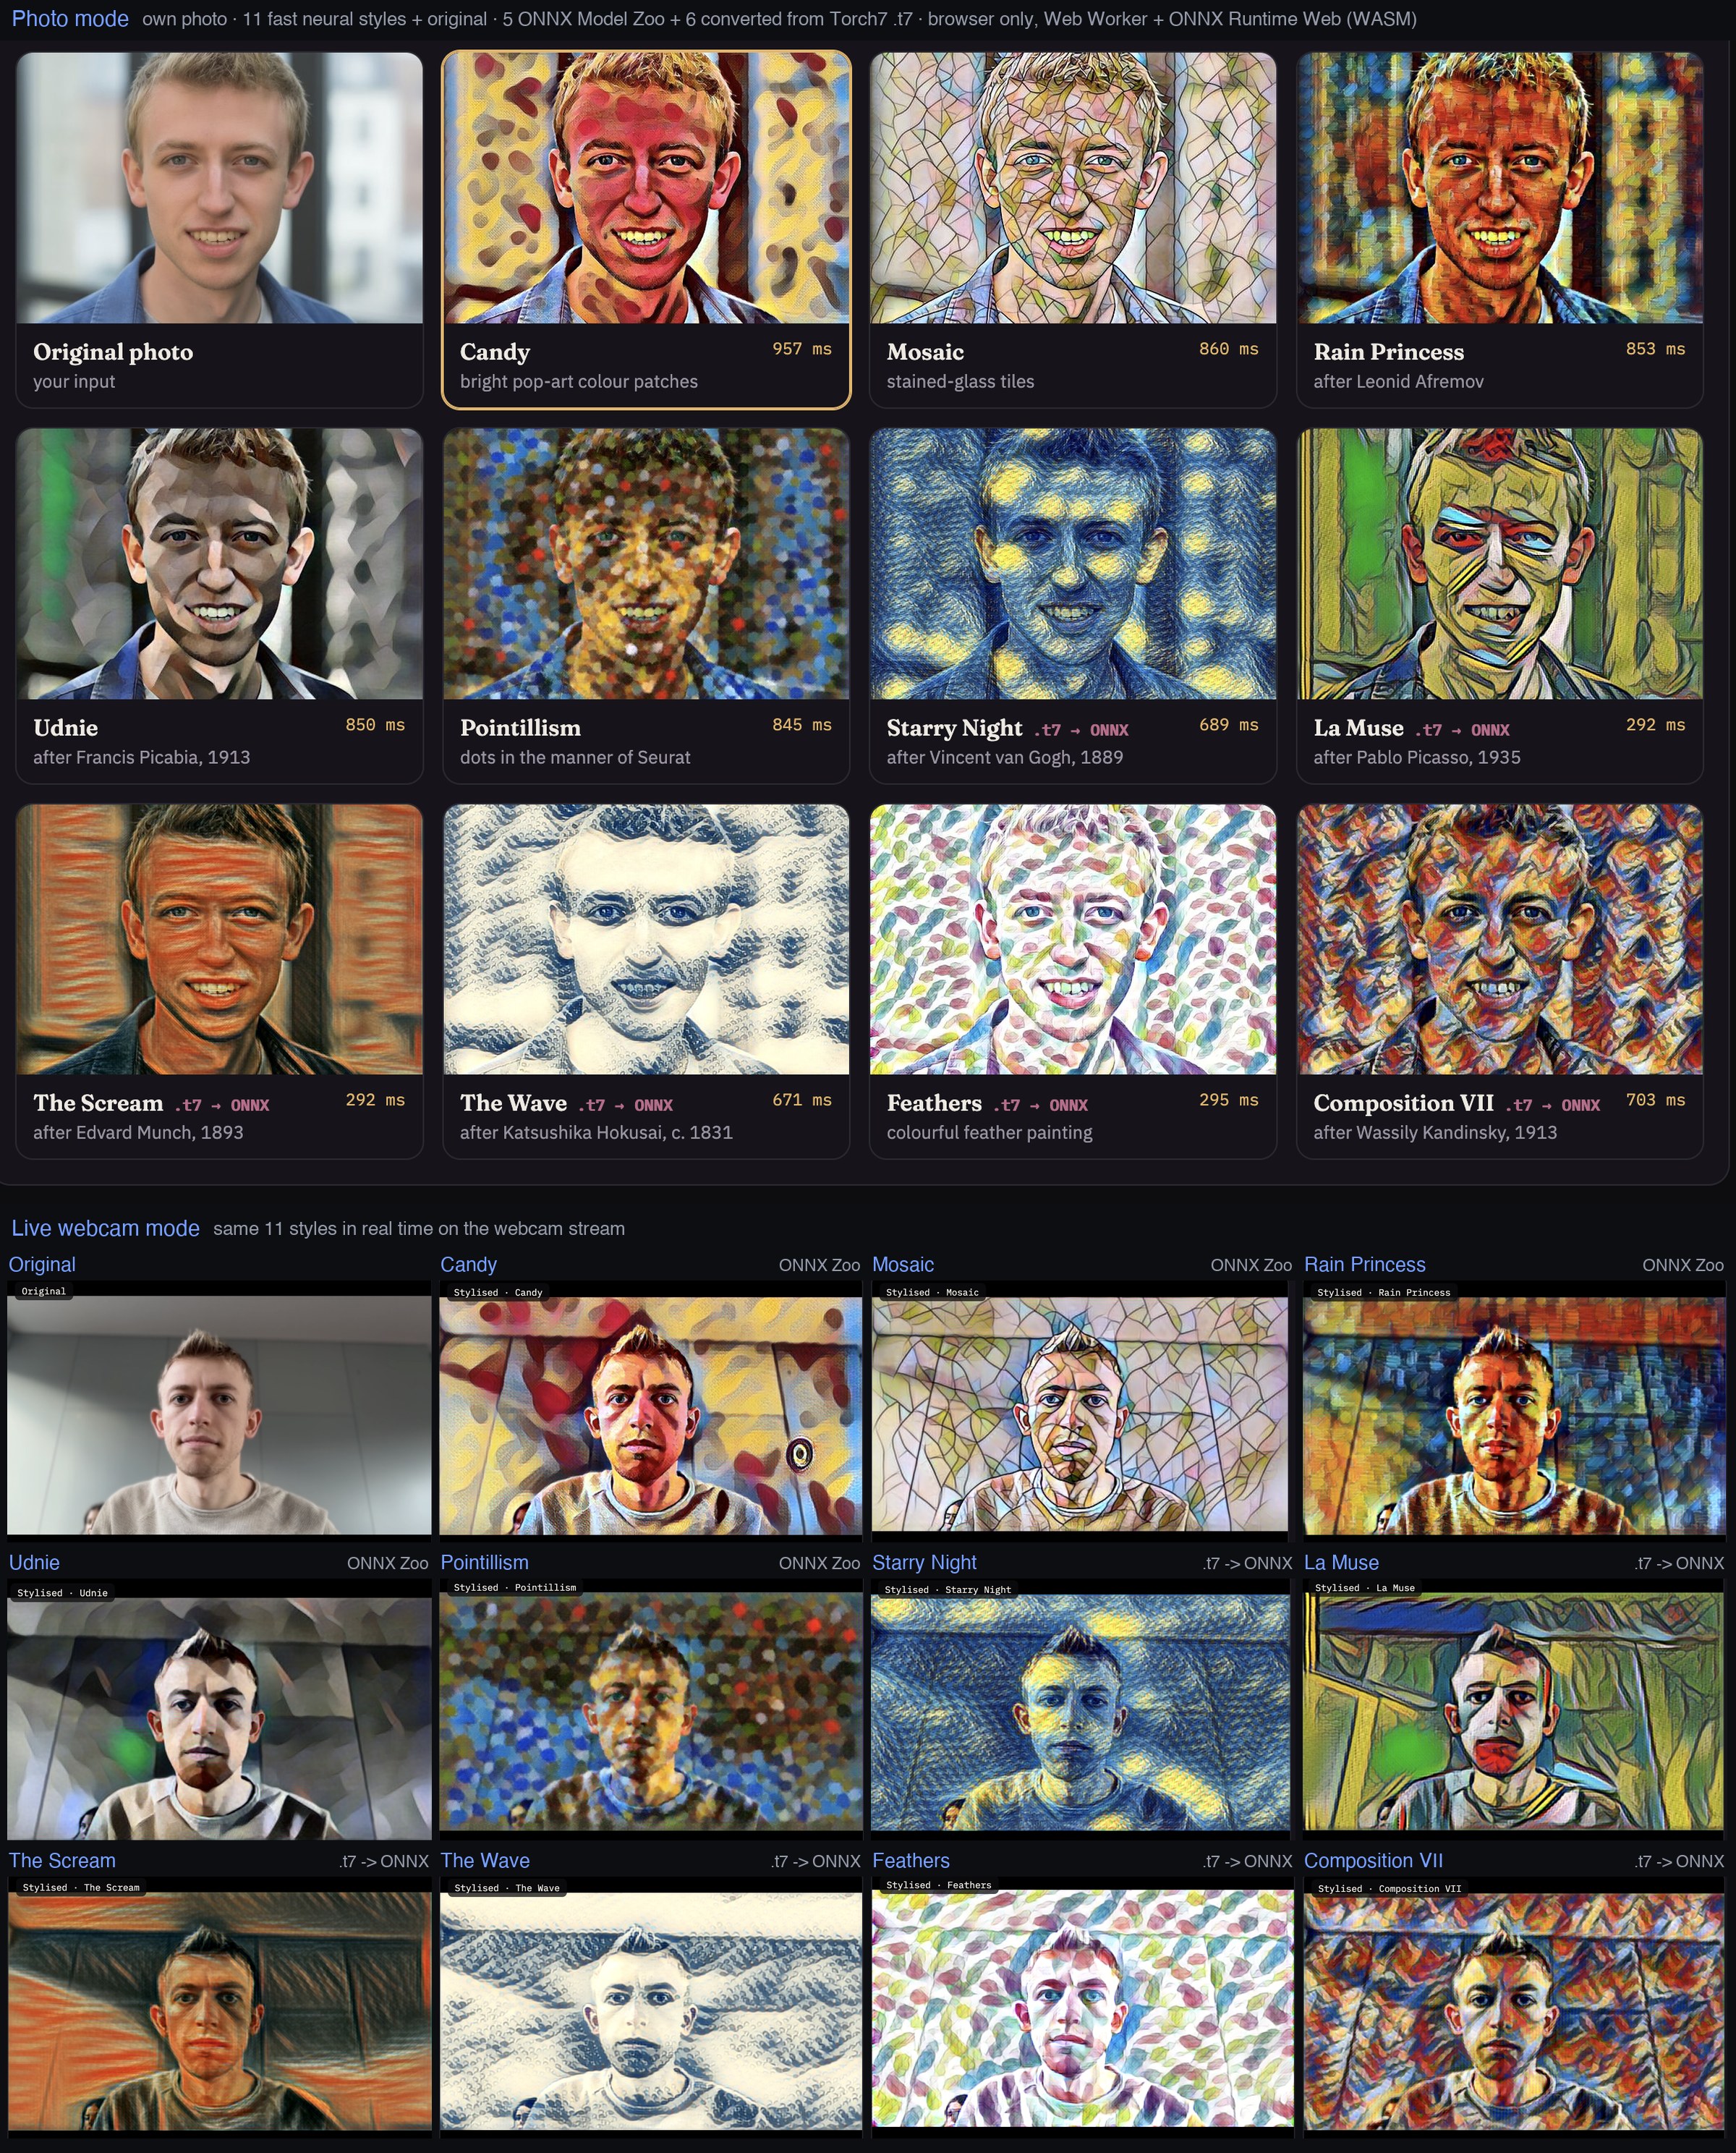 Photo mode own photo · 11 fast neural styles + original · 5 ONNX Model Zoo + 6 converted from Torch7 .t7 · browser only, Web Worker + ONNX Runtime Web (WASM)
Original photo
your input
Candy 957 ms
bright pop-art colour patches
Mosaic 860 ms
stained-glass tiles
Rain Princess 853 ms
after Leonid Afremov
Udnie 850 ms
after Francis Picabia, 1913
Pointillism 845 ms
dots in the manner of Seurat
Starry Night .t7 → ONNX 689 ms
after Vincent van Gogh, 1889
La Muse .t7 → ONNX 292 ms
after Pablo Picasso, 1935
The Scream .t7 → ONNX 292 ms
after Edvard Munch, 1893
The Wave .t7 → ONNX 671 ms
after Katsushika Hokusai, c. 1831
Feathers .t7 → ONNX 295 ms
colourful feather painting
Composition VII .t7 → ONNX 703 ms
after Wassily Kandinsky, 1913
Live webcam mode same 11 styles in real time on the webcam stream
Original
Original
Candy ONNX Zoo
Stylised · Candy
Mosaic ONNX Zoo
Stylised · Mosaic
Rain Princess ONNX Zoo
Stylised · Rain Princess
Udnie ONNX Zoo
Stylised · Udnie
Pointillism ONNX Zoo
Stylised · Pointillism
Starry Night .t7 -> ONNX
Stylised · Starry Night
La Muse .t7 -> ONNX
Stylised · La Muse
The Scream .t7 -> ONNX
Stylised · The Scream
The Wave .t7 -> ONNX
Stylised · The Wave
Feathers .t7 -> ONNX
Stylised · Feathers
Composition VII .t7 -> ONNX
Stylised · Composition VII